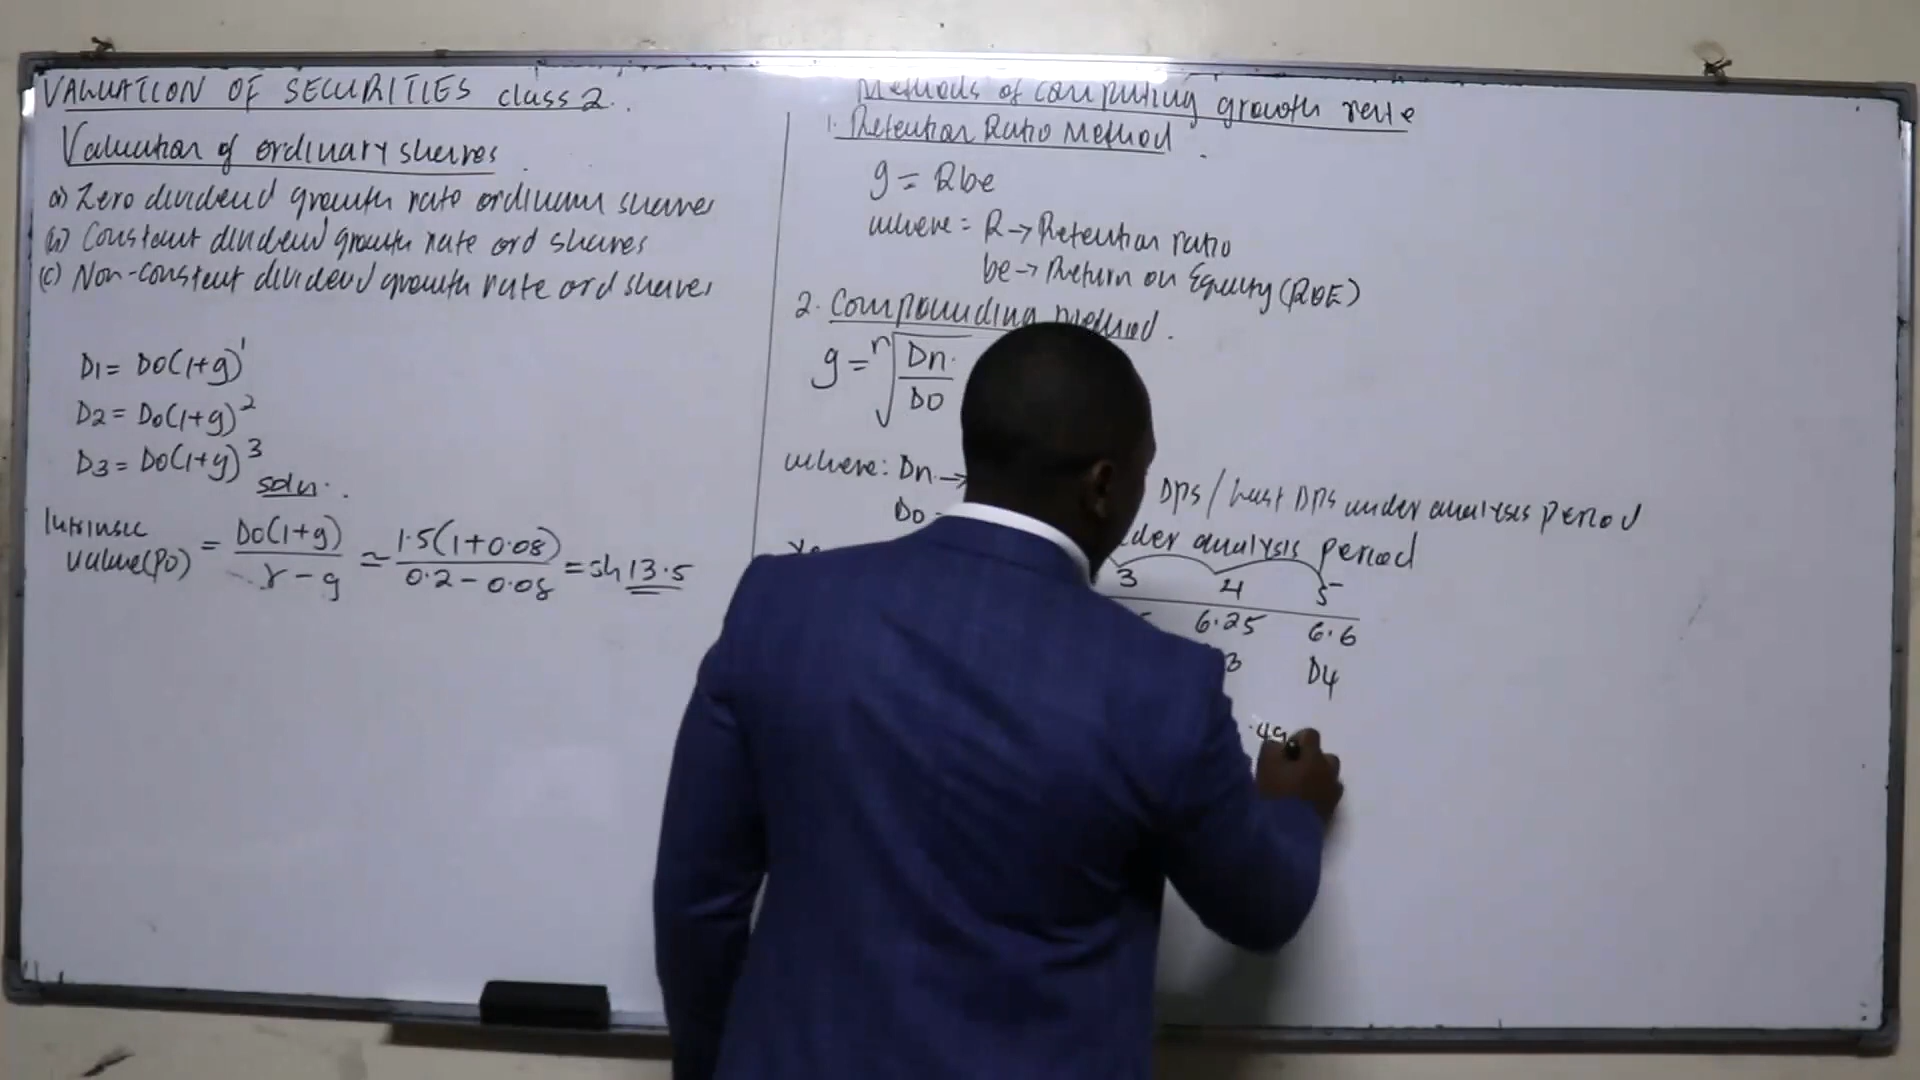 VALUATION OF SECURITIES class 2.
Valuation of ordinary shares
a) Zero dividend growth rate ordinary shares
(b) Constant dividend growth rate ord shares
(c) Non-constant dividend growth rate ord shares
D1 = D0(1+g)¹
D2 = D0(1+g)²
D3 = D0(1+g)³
soln.
Intrinsic value(P0) = D0(1+g) / r-g = 1.5(1+0.08) / 0.2-0.08 = sh 13.5
Methods of computing growth rate
1. Retention Ratio Method
g = Rbe
where = R → Retention ratio
be → Return on Equity (ROE)
2. Compounding method.
g = n√ Dn / D0
where: Dn →
DPS / Last DPS under analysis period
D0
analysis period
3 4 5
6.25 6.6
3 D4